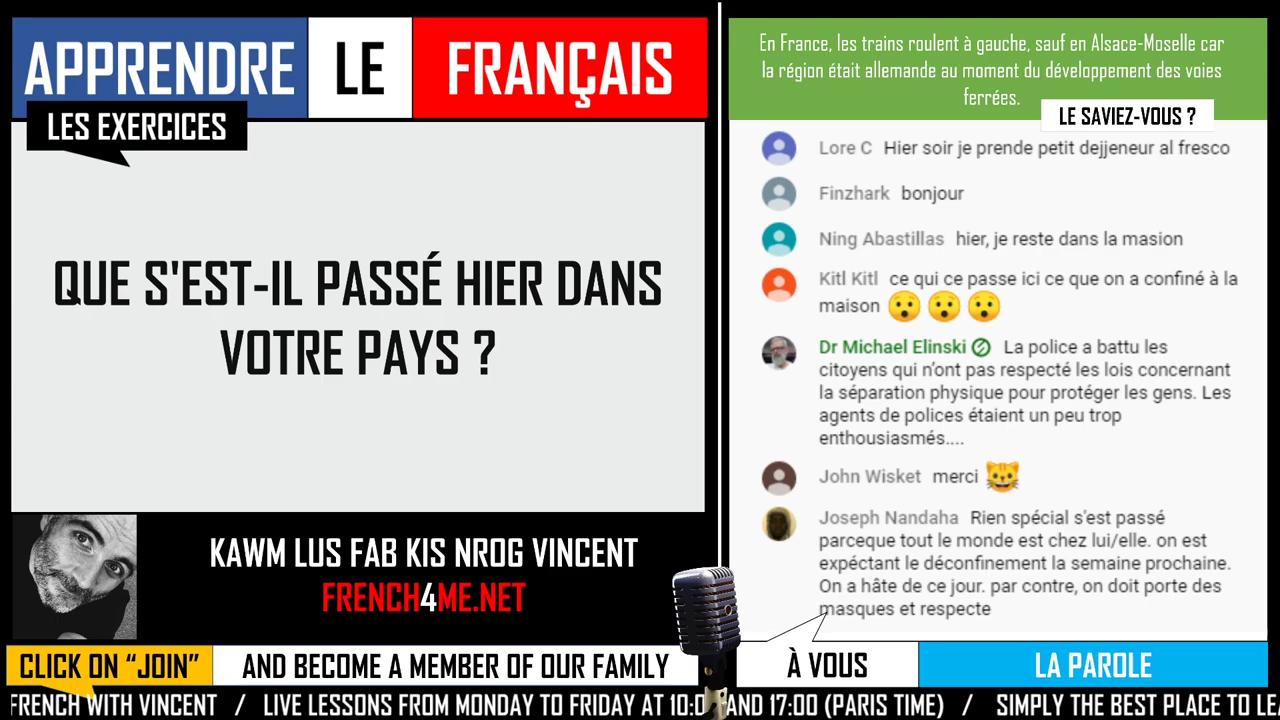 APPRENDRE LE FRANÇAIS
LES EXERCICES
QUE S'EST-IL PASSÉ HIER DANS
VOTRE PAYS ?
KAWM LUS FAB KIS NROG VINCENT
FRENCH4ME.NET
CLICK ON “JOIN” AND BECOME A MEMBER OF OUR FAMILY
En France, les trains roulent à gauche, sauf en Alsace-Moselle car
la région était allemande au moment du développement des voies
ferrées.
LE SAVIEZ-VOUS ?
Lore C Hier soir je prende petit dejjeneur al fresco
Finzhark bonjour
Ning Abastillas hier, je reste dans la masion
Kitl Kitl ce qui ce passe ici ce que on a confiné à la
maison 😮 😮 😮
Dr Michael Elinski La police a battu les
citoyens qui n’ont pas respecté les lois concernant
la séparation physique pour protéger les gens. Les
agents de polices étaient un peu trop
enthousiasmés....
John Wisket merci 😺
Joseph Nandaha Rien spécial s'est passé
parceque tout le monde est chez lui/elle. on est
expéctant le déconfinement la semaine prochaine.
On a hâte de ce jour. par contre, on doit porte des
masques et respecte
À VOUS LA PAROLE
FRENCH WITH VINCENT / LIVE LESSONS FROM MONDAY TO FRIDAY AT 10:0 AND 17:00 (PARIS TIME) / SIMPLY THE BEST PLACE TO